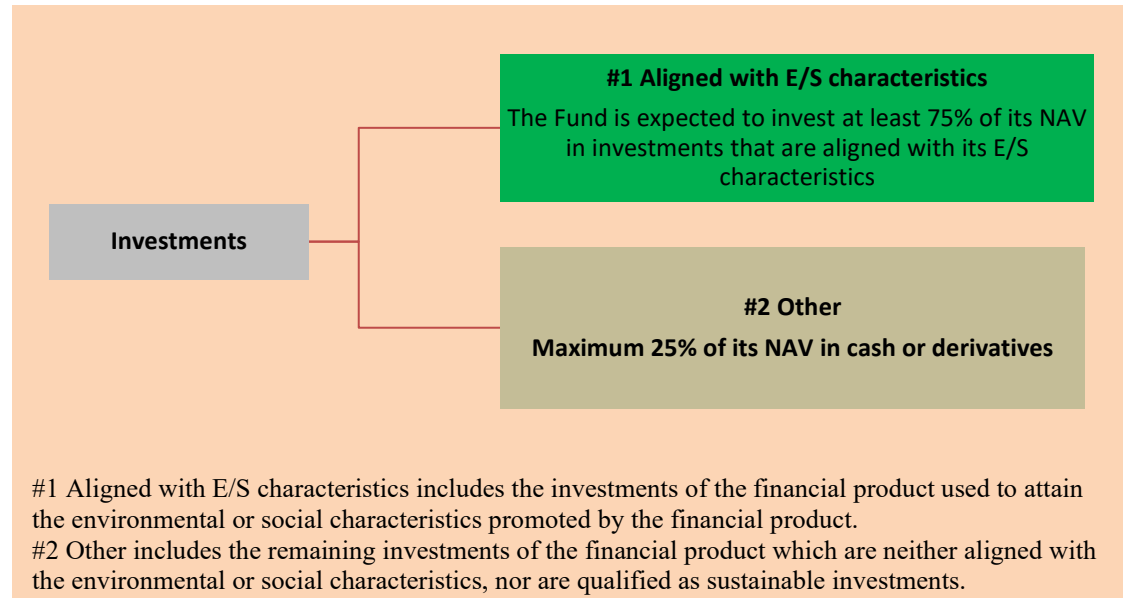 #1 Aligned with E/S characteristics
The Fund is expected to invest at least 75% of its NAV
in investments that are aligned with its E/S
characteristics
Investments
#2 Other
Maximum 25% of its NAV in cash or derivatives
#1 Aligned with E/S characteristics includes the investments of the financial product used to attain
the environmental or social characteristics promoted by the financial product.
#2 Other includes the remaining investments of the financial product which are neither aligned with
the environmental or social characteristics, nor are qualified as sustainable investments.